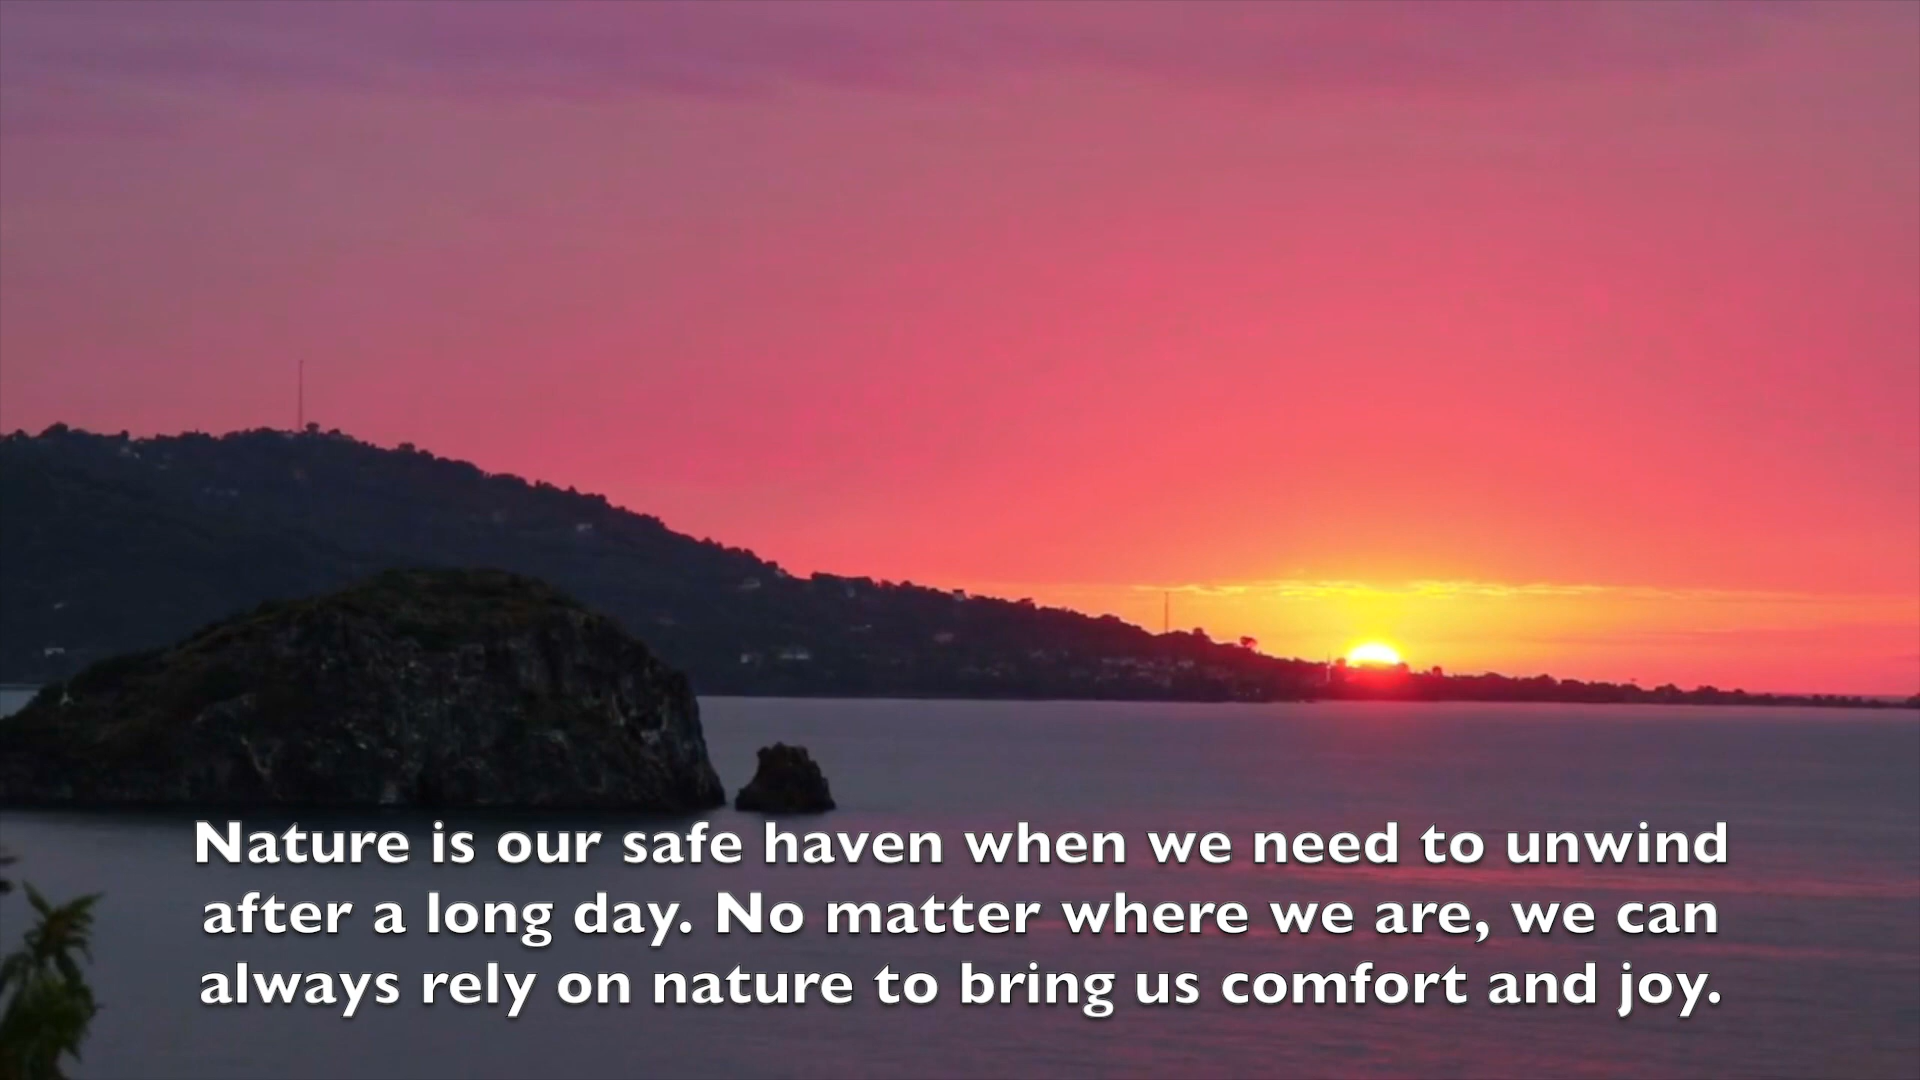 Nature is our safe haven when we need to unwind
after a long day. No matter where we are, we can
always rely on nature to bring us comfort and joy.